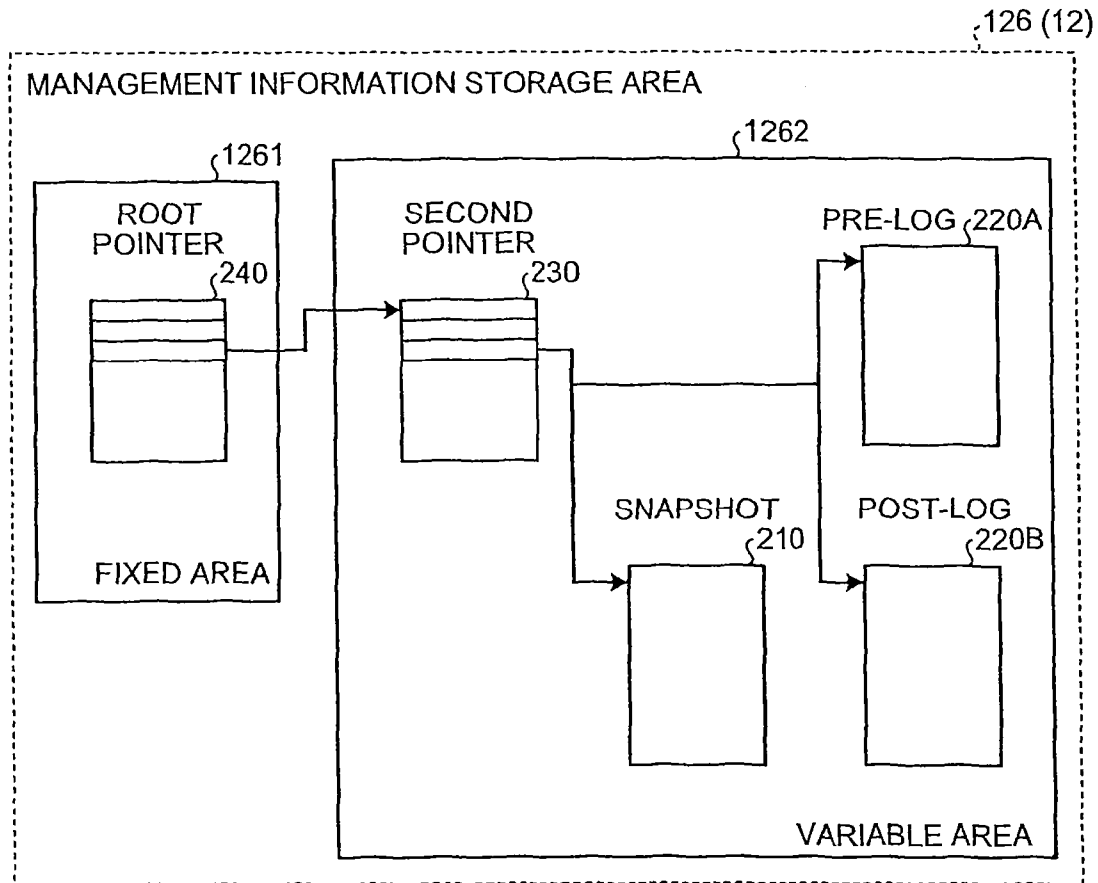 126 (12)
MANAGEMENT INFORMATION STORAGE AREA
1261
1262
ROOT
POINTER
240
SECOND
POINTER
230
PRE-LOG
220A
SNAPSHOT
210
POST-LOG
220B
FIXED AREA
VARIABLE AREA